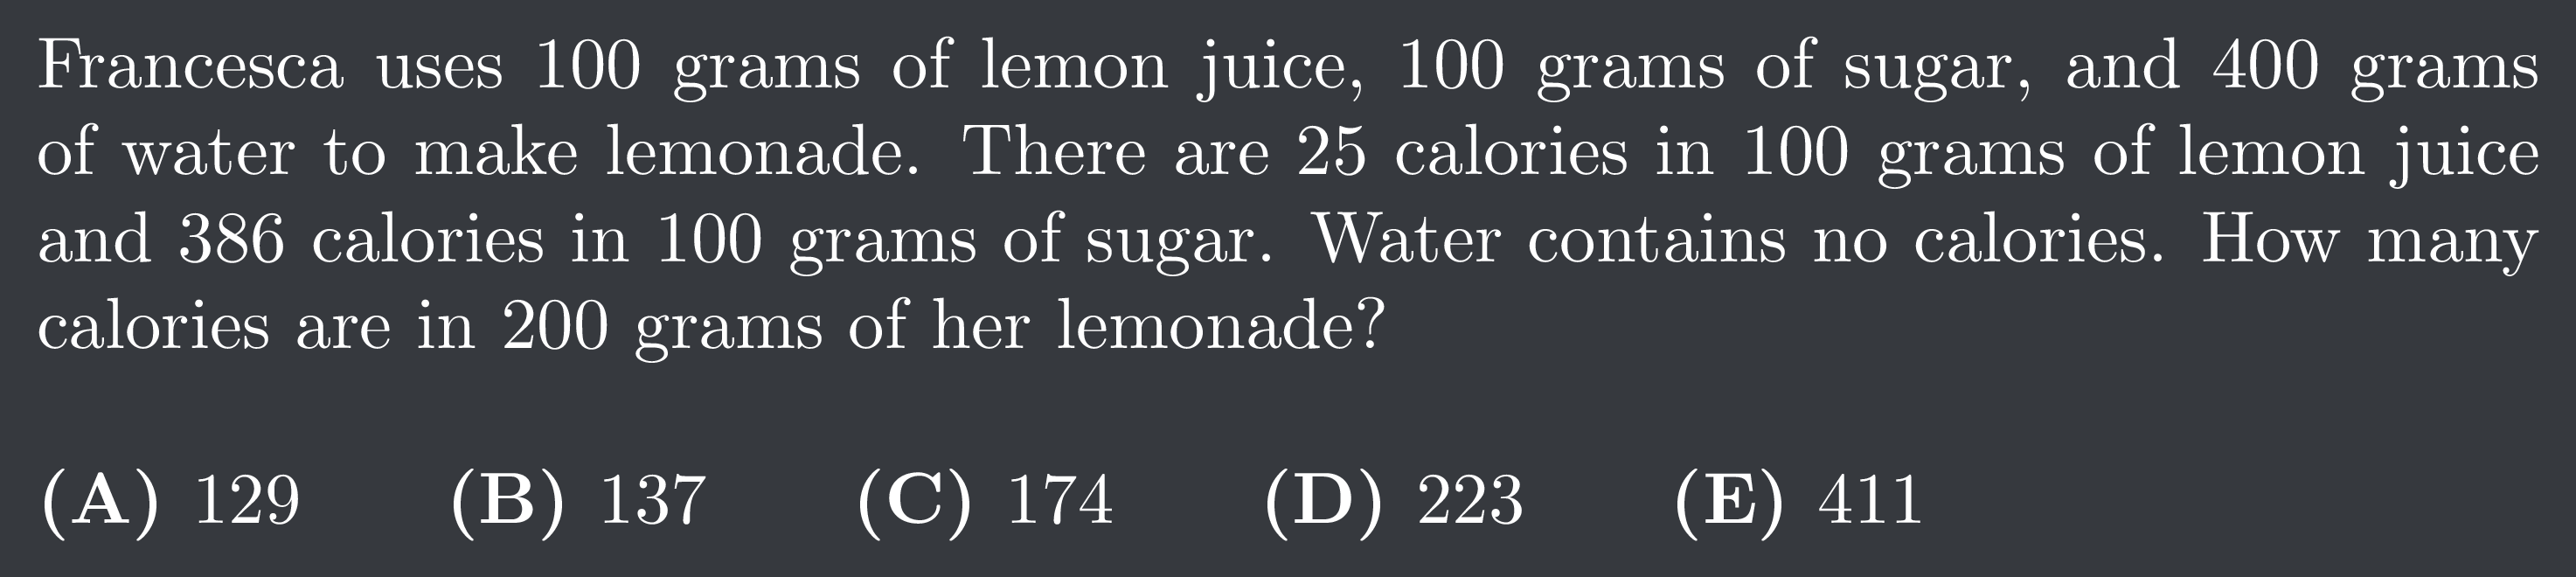 Francesca uses 100 grams of lemon juice, 100 grams of sugar, and 400 grams
of water to make lemonade. There are 25 calories in 100 grams of lemon juice
and 386 calories in 100 grams of sugar. Water contains no calories. How many
calories are in 200 grams of her lemonade?
(A) 129 (B) 137 (C) 174 (D) 223 (E) 411